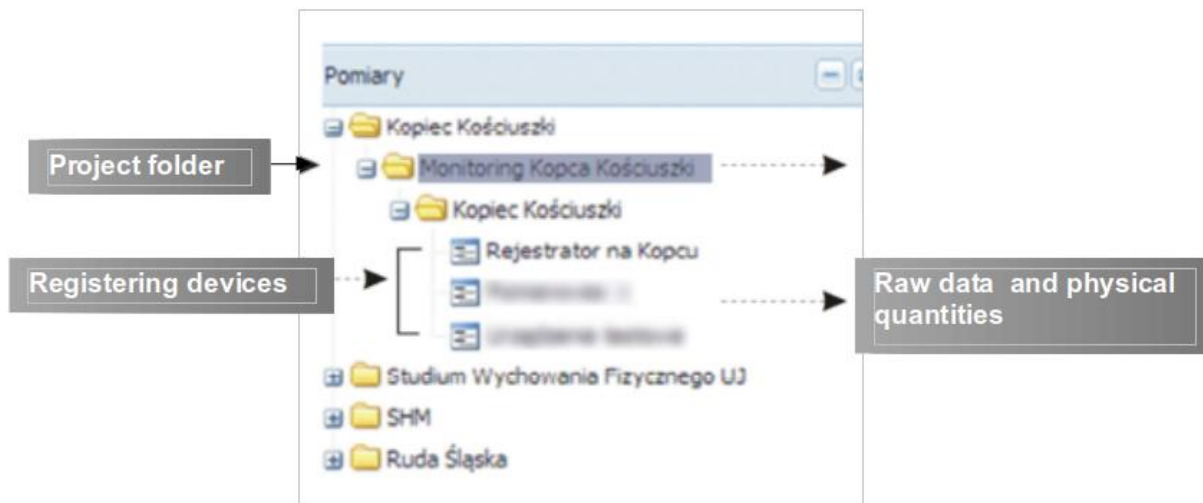 Pomiary
Kopiec Kościuszki
Project folder
Monitoring Kopca Kościuszki
Kopiec Kościuszki
Rejestrator na Kopcu
Registering devices
Raw data and physical
quantities
Studium Wychowania Fizycznego UJ
SHM
Ruda Śląska